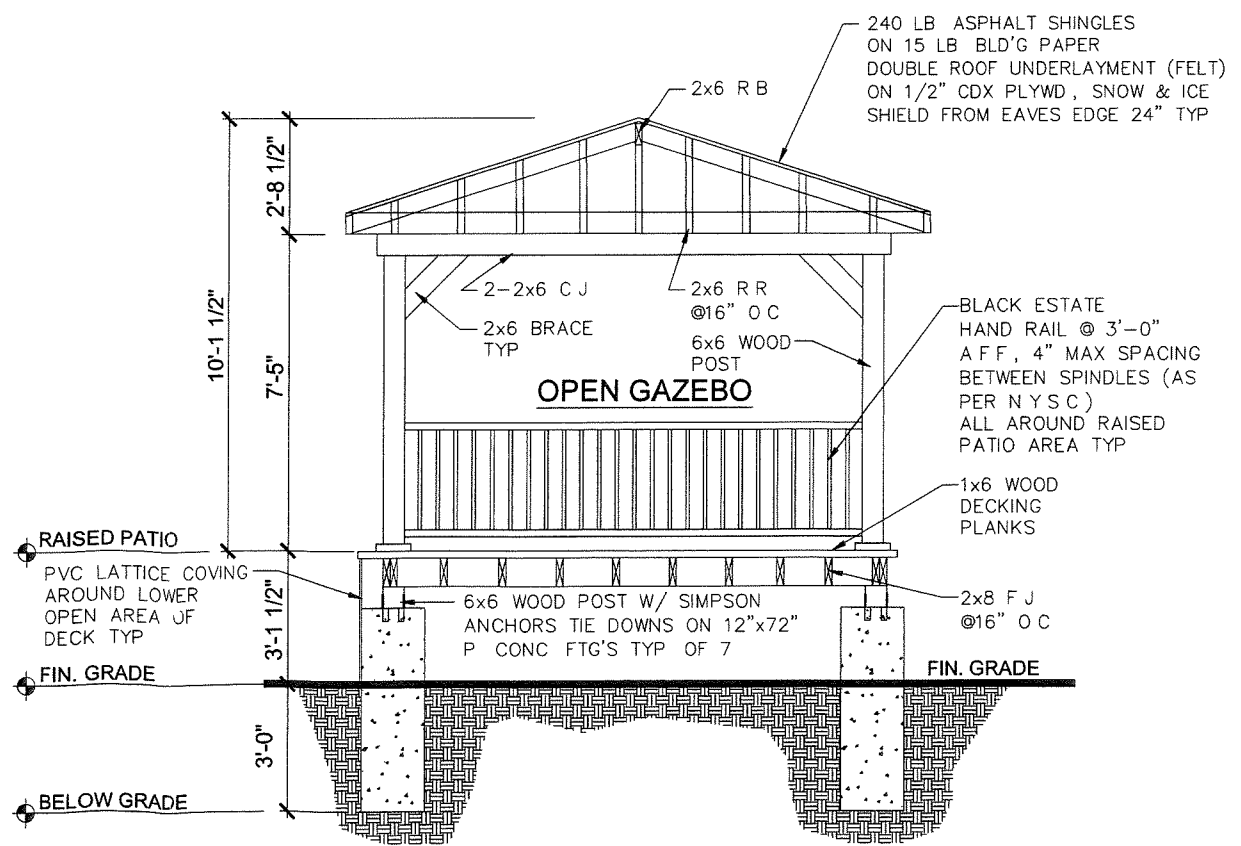 240 LB ASPHALT SHINGLES
ON 15 LB BLD'G PAPER
DOUBLE ROOF UNDERLAYMENT (FELT)
ON 1/2" CDX PLYWD, SNOW & ICE
SHIELD FROM EAVES EDGE 24" TYP
2x6 R B
2'-8 1/2"
10'-1 1/2"
7'-5"
2-2x6 C J
2x6 R R
@16" O C
2x6 BRACE
TYP
6x6 WOOD
POST
BLACK ESTATE
HAND RAIL @ 3'-0"
A F F, 4" MAX SPACING
BETWEEN SPINDLES (AS
PER N Y S C)
ALL AROUND RAISED
PATIO AREA TYP
OPEN GAZEBO
1x6 WOOD
DECKING
PLANKS
RAISED PATIO
PVC LATTICE COVING
AROUND LOWER
OPEN AREA OF
DECK TYP
3'-1 1/2"
6x6 WOOD POST W/ SIMPSON
ANCHORS TIE DOWNS ON 12"x72"
P CONC FTG'S TYP OF 7
2x8 F J
@16" O C
FIN. GRADE
FIN. GRADE
3'-0"
BELOW GRADE